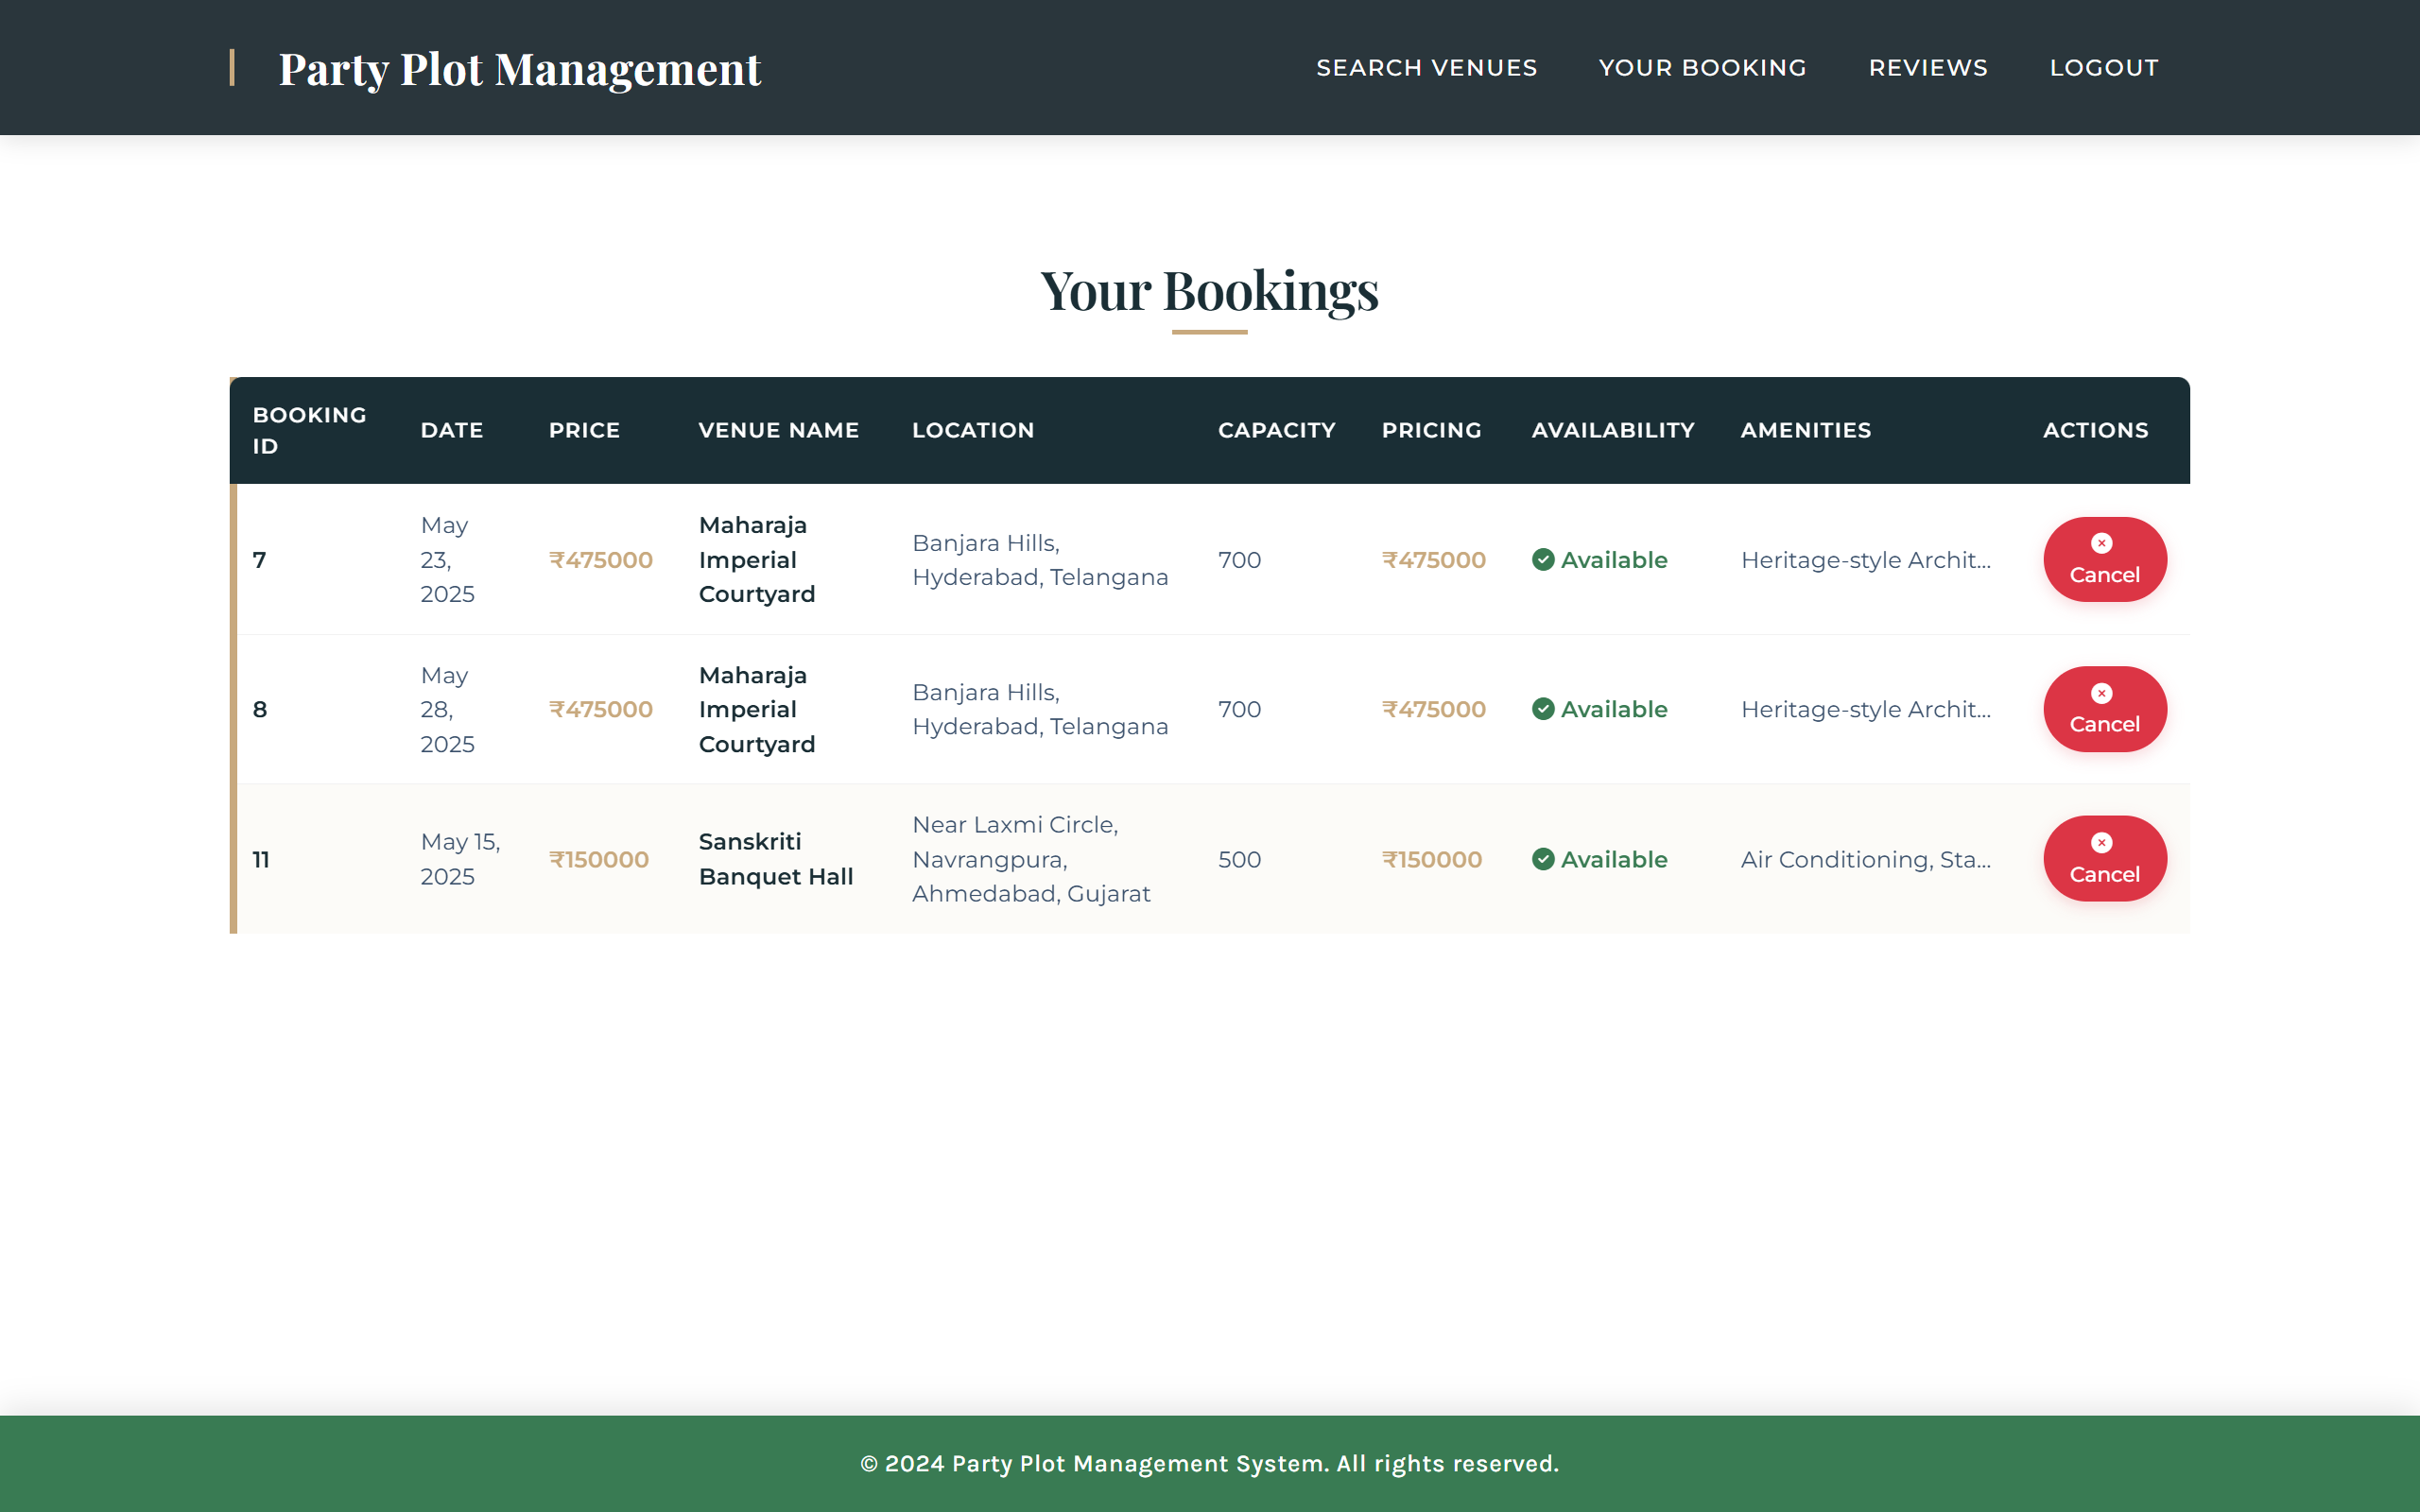 Party Plot Management
SEARCH VENUES YOUR BOOKING REVIEWS LOGOUT
Your Bookings
BOOKING ID DATE PRICE VENUE NAME LOCATION CAPACITY PRICING AVAILABILITY AMENITIES ACTIONS
7 May 23, 2025 ₹475000 Maharaja Imperial Courtyard Banjara Hills, Hyderabad, Telangana 700 ₹475000 Available Heritage-style Archit... Cancel
8 May 28, 2025 ₹475000 Maharaja Imperial Courtyard Banjara Hills, Hyderabad, Telangana 700 ₹475000 Available Heritage-style Archit... Cancel
11 May 15, 2025 ₹150000 Sanskriti Banquet Hall Near Laxmi Circle, Navrangpura, Ahmedabad, Gujarat 500 ₹150000 Available Air Conditioning, Sta... Cancel
© 2024 Party Plot Management System. All rights reserved.